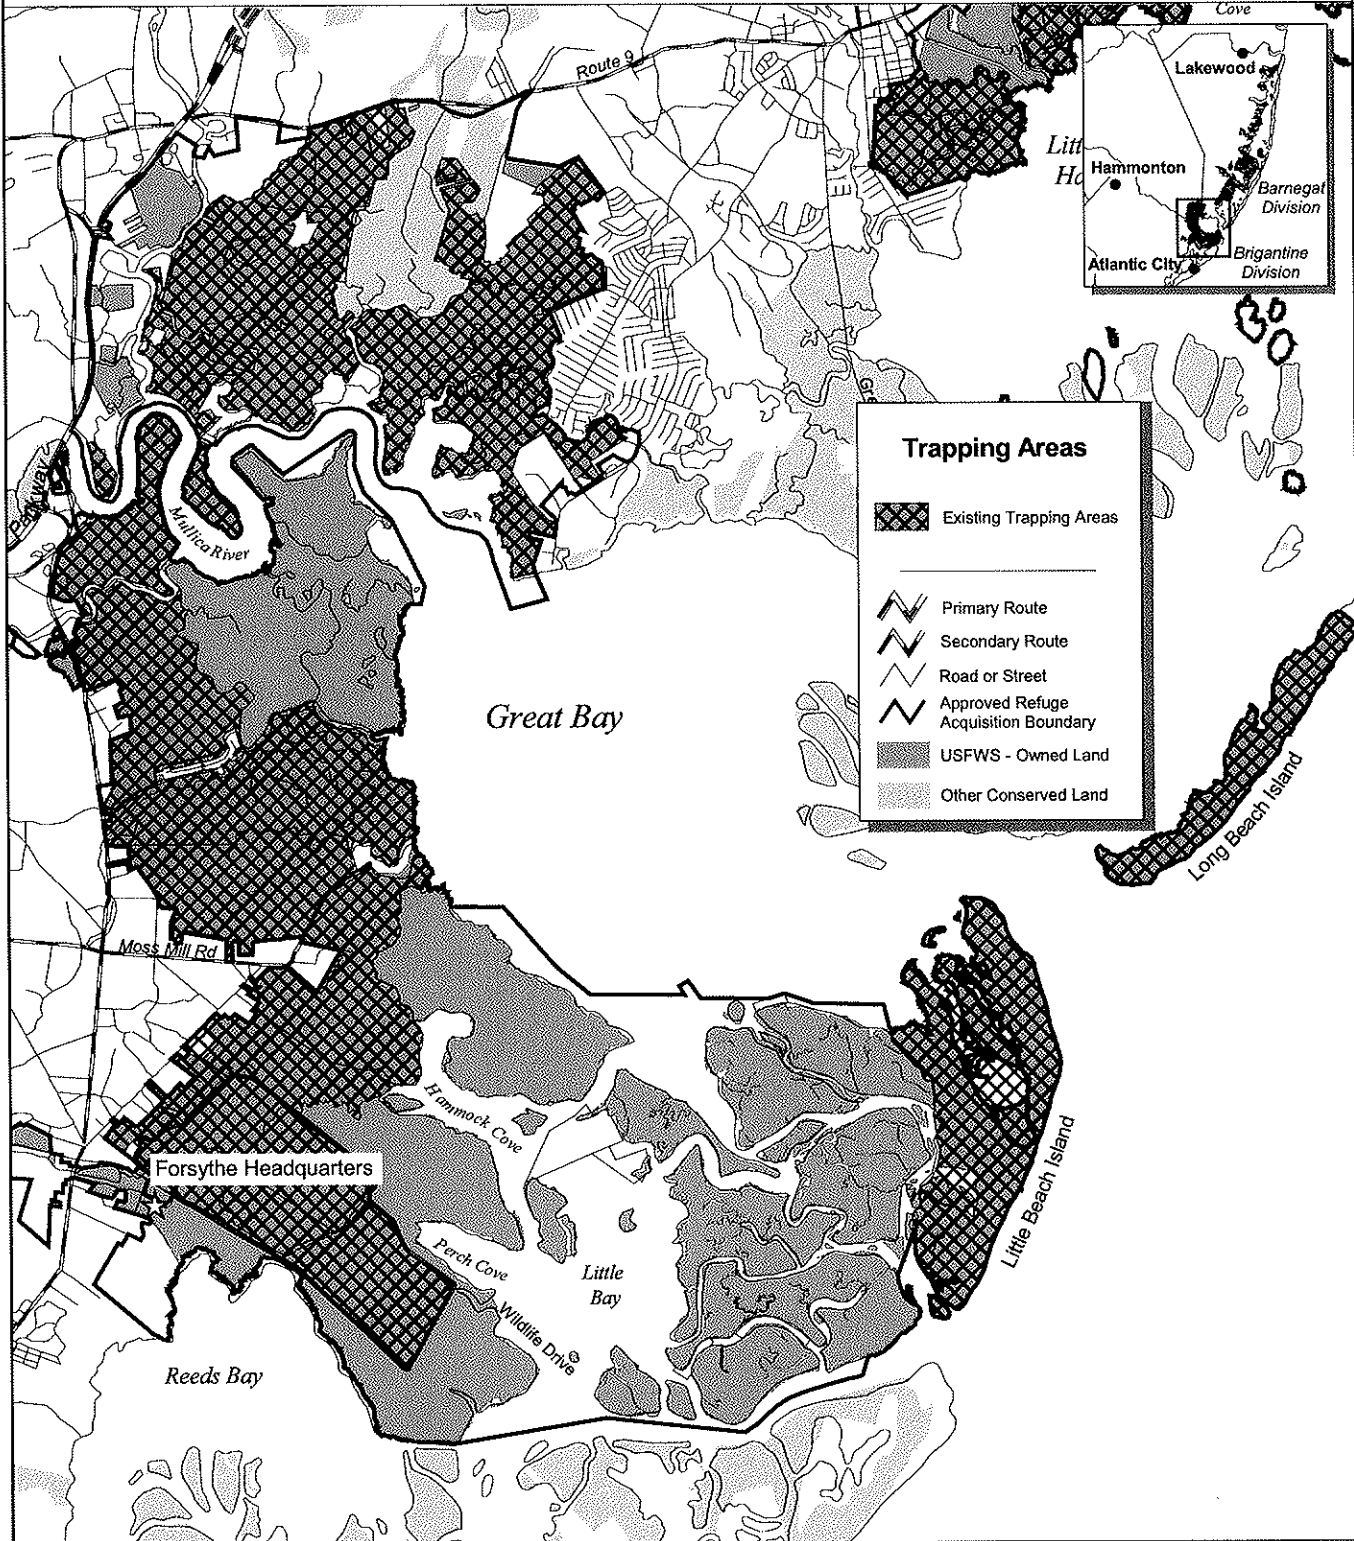 Cove
Route 9
Lakewood
Hammonton
Barnegat
Division
Brigantine
Division
Atlantic City
Trapping Areas
Existing Trapping Areas
Primary Route
Secondary Route
Road or Street
Approved Refuge
Acquisition Boundary
USFWS - Owned Land
Other Conserved Land
Mullica River
Great Bay
Long Beach Island
Moss Mill Rd
Hammock Cove
Forsythe Headquarters
Perch Cove
Little
Bay
Wildlife Drive
Little Beach Island
Reeds Bay